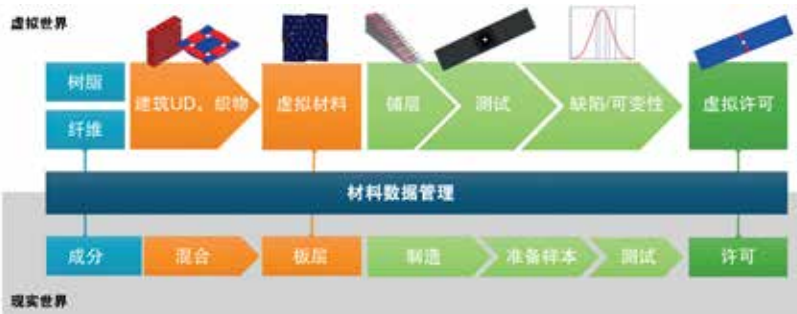 虚拟世界
树脂
纤维
建筑UD，织物
虚拟材料
铺层
测试
缺陷/可变性
虚拟许可
材料数据管理
成分
混合
板层
制造
准备样本
测试
许可
现实世界